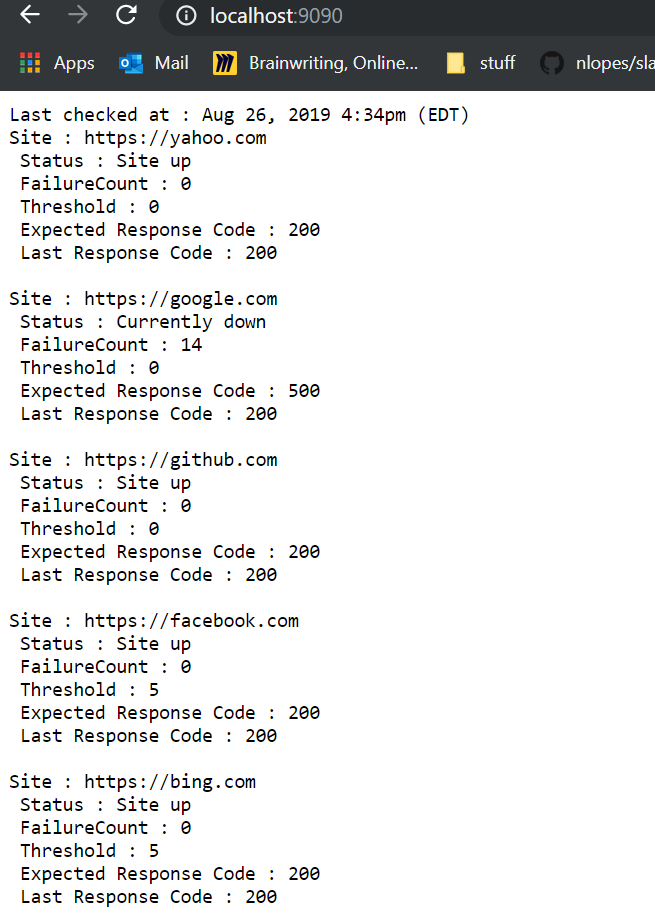 localhost:9090
Apps Mail Brainwriting, Online... stuff nlopes/sla
Last checked at : Aug 26, 2019 4:34pm (EDT)
Site : https://yahoo.com
Status : Site up
FailureCount : 0
Threshold : 0
Expected Response Code : 200
Last Response Code : 200
Site : https://google.com
Status : Currently down
FailureCount : 14
Threshold : 0
Expected Response Code : 500
Last Response Code : 200
Site : https://github.com
Status : Site up
FailureCount : 0
Threshold : 0
Expected Response Code : 200
Last Response Code : 200
Site : https://facebook.com
Status : Site up
FailureCount : 0
Threshold : 5
Expected Response Code : 200
Last Response Code : 200
Site : https://bing.com
Status : Site up
FailureCount : 0
Threshold : 5
Expected Response Code : 200
Last Response Code : 200